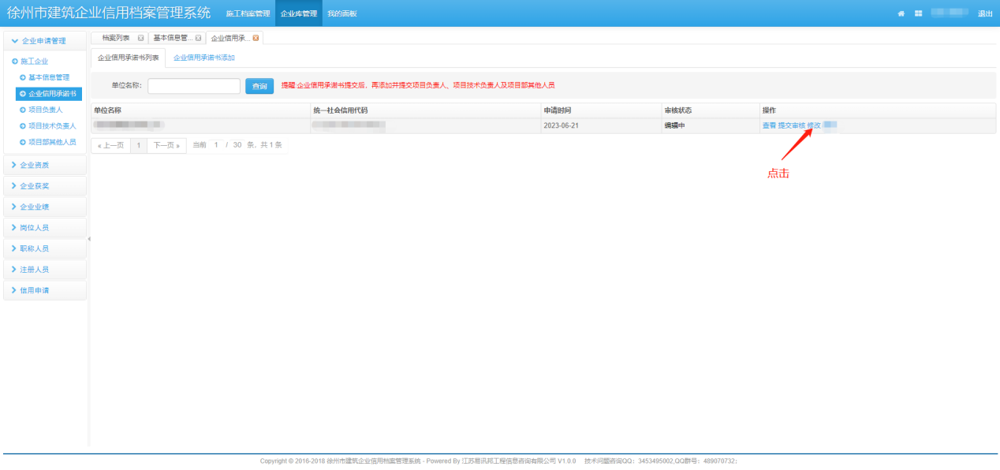 徐州市建筑企业信用档案管理系统 施工档案管理 企业库管理 我的面板 退出
企业申请管理
施工企业
基本信息管理
企业信用承诺书
项目负责人
项目技术负责人
项目部其他人员
企业资质
企业获奖
企业业绩
岗位人员
职称人员
注册人员
信用申请
档案列表 基本信息管... 企业信用承...
企业信用承诺书列表 企业信用承诺书添加
单位名称: 查询 提醒:企业信用承诺书提交后，再添加并提交项目负责人、项目技术负责人及项目部其他人员
单位名称 统一社会信用代码 申请时间 审核状态 操作
2023-06-21 编辑中 查看 提交审核 修改
« 上一页 1 下一页 » 当前 1 / 30 条，共 1 条
点击
Copyright © 2016-2018 徐州市建筑企业信用档案管理系统 - Powered By 江苏易讯邦工程信息咨询有限公司 V1.0.0 技术问题咨询QQ：3453495002,QQ群号：489070732;